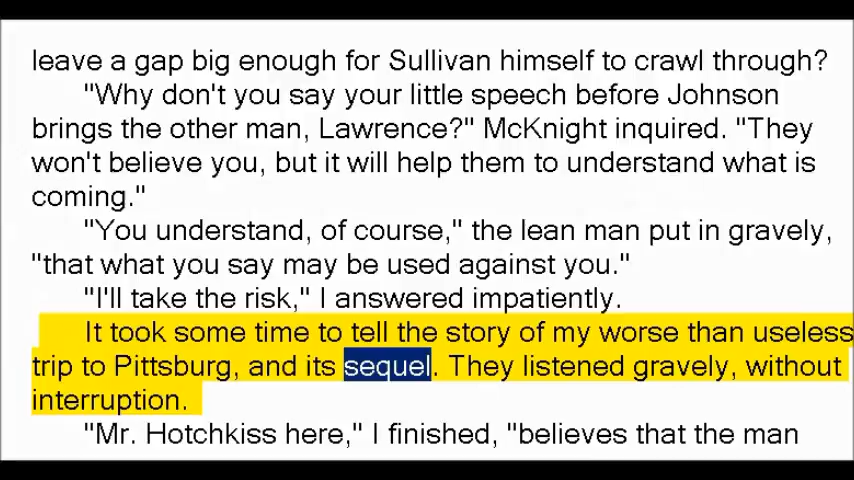 leave a gap big enough for Sullivan himself to crawl through?
"Why don't you say your little speech before Johnson
brings the other man, Lawrence?" McKnight inquired. "They
won't believe you, but it will help them to understand what is
coming."
"You understand, of course," the lean man put in gravely,
"that what you say may be used against you."
"I'll take the risk," I answered impatiently.
It took some time to tell the story of my worse than useless
trip to Pittsburg, and its sequel. They listened gravely, without
interruption.
"Mr. Hotchkiss here," I finished, "believes that the man